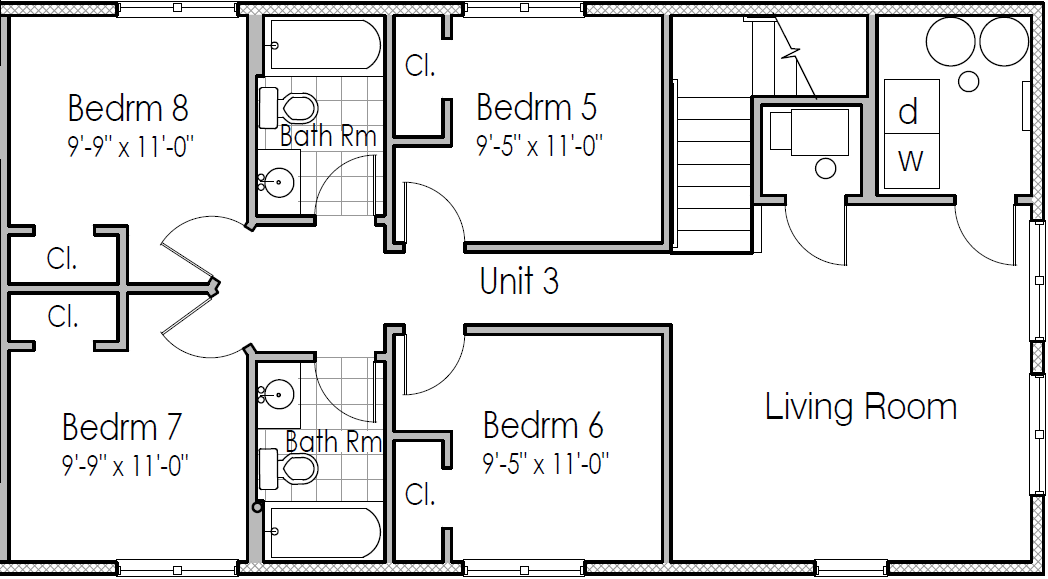 Bedrm 8
9'-9" x 11'-0"
Cl.
Bath Rm
Cl.
Bedrm 5
9'-5" x 11'-0"
d
w
Unit 3
Cl.
Bedrm 7
9'-9" x 11'-0"
Bath Rm
Cl.
Bedrm 6
9'-5" x 11'-0"
Living Room